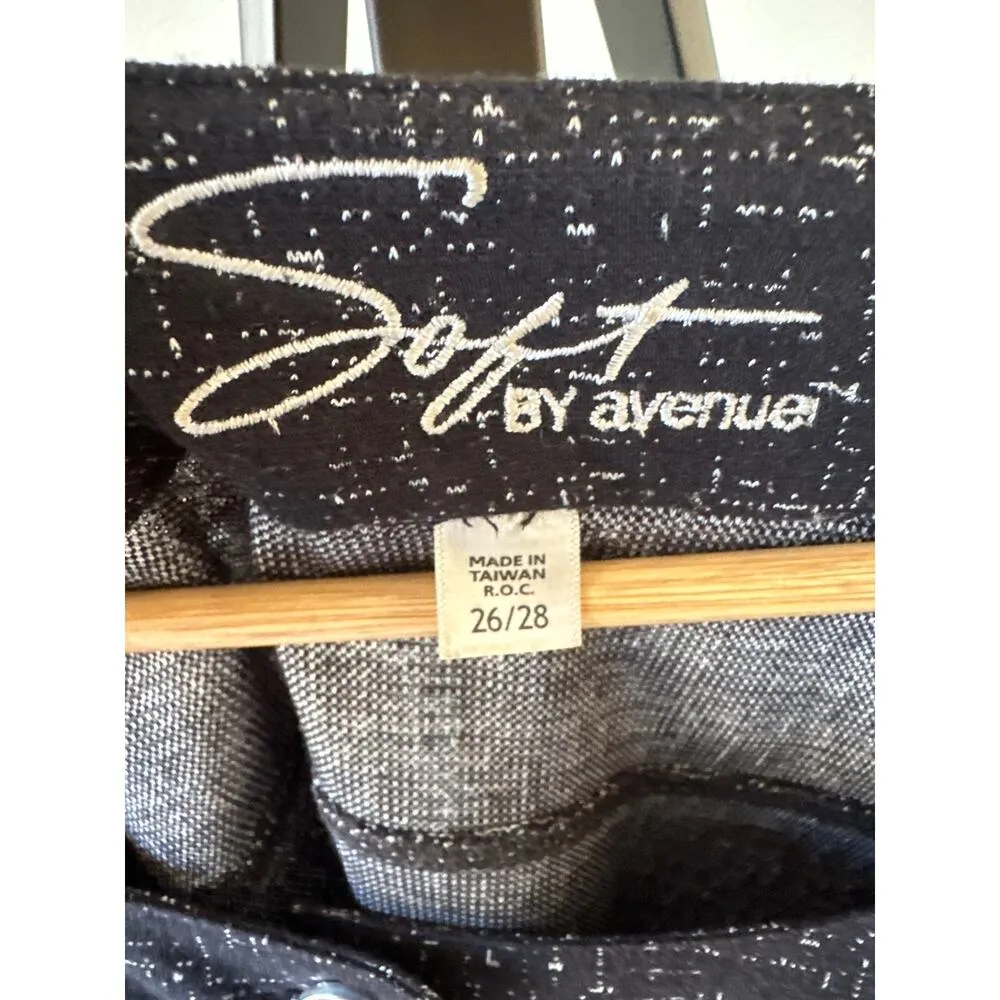 Soft
BY avenue™
MADE IN
TAIWAN
R.O.C.
26/28